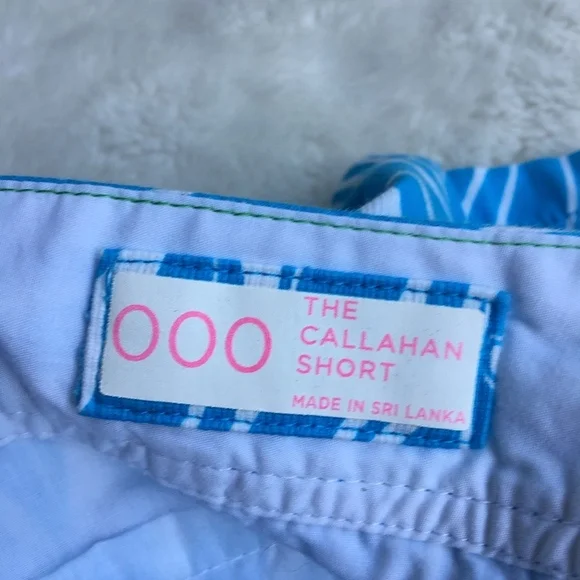 000
THE
CALLAHAN
SHORT
MADE IN SRI LANKA